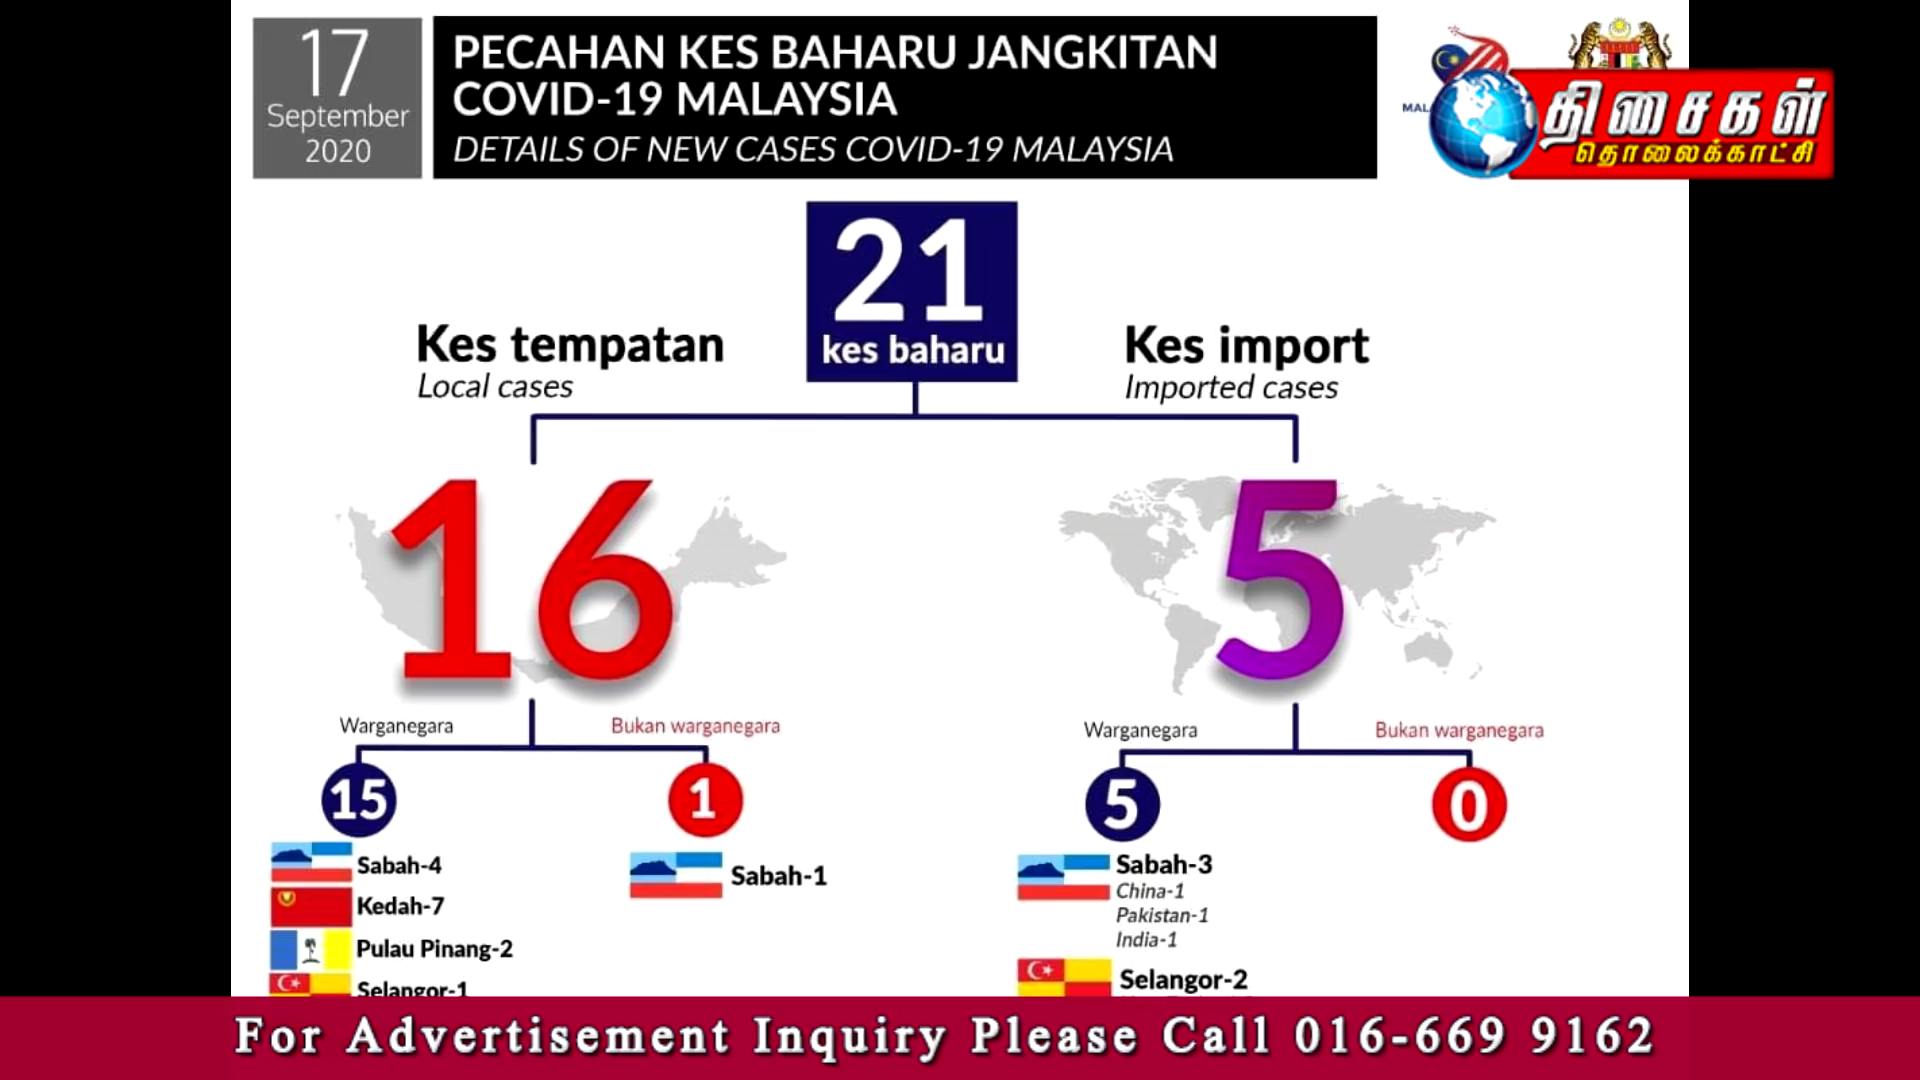 17
September
2020
PECAHAN KES BAHARU JANGKITAN
COVID-19 MALAYSIA
DETAILS OF NEW CASES COVID-19 MALAYSIA
MAL
திசைகள்
தொலைக்காட்சி
21
kes baharu
Kes tempatan
Local cases
Kes import
Imported cases
16
5
Warganegara
Bukan warganegara
Warganegara
Bukan warganegara
15
1
5
0
Sabah-4
Kedah-7
Pulau Pinang-2
Selangor-1
Sabah-1
Sabah-3
China-1
Pakistan-1
India-1
Selangor-2
For Advertisement Inquiry Please Call 016-669 9162